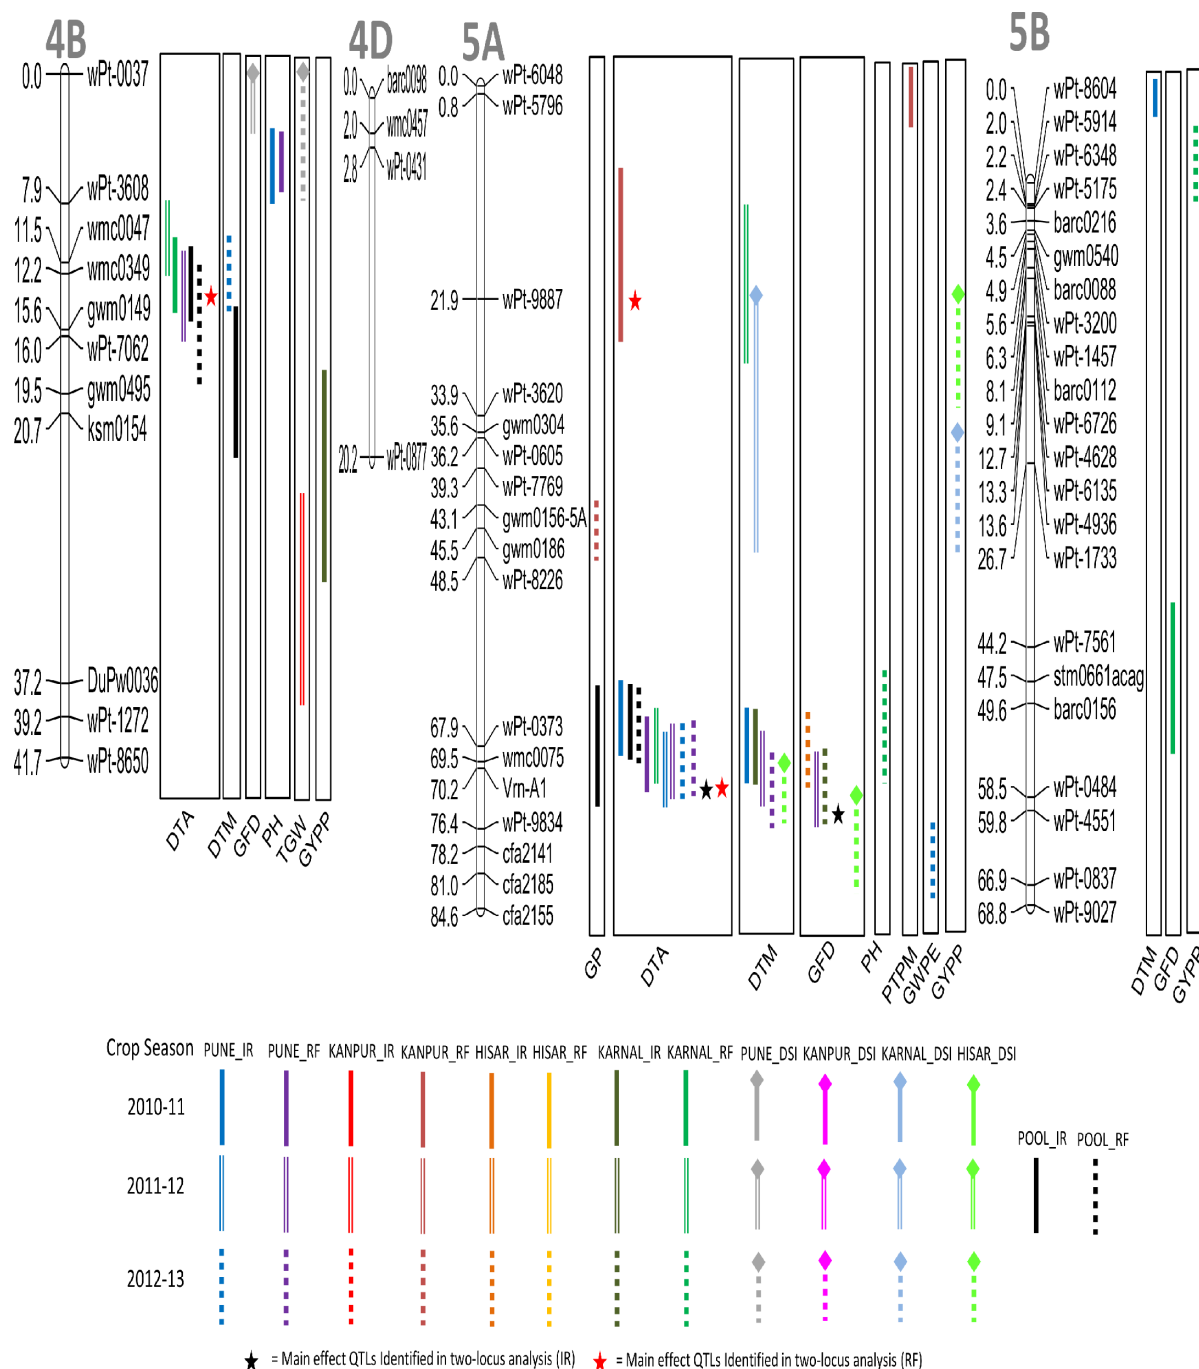 4B
0.0 wPt-0037
7.9 wPt-3608
11.5 wmc0047
12.2 wmc0349
15.6 gwm0149
16.0 wPt-7062
19.5 gwm0495
20.7 ksm0154
37.2 DuPw0036
39.2 wPt-1272
41.7 wPt-8650
DTA DTM GFD PH TGW GYPP
4D
0.0 barc0098
2.0 wmc0457
2.8 wPt-0431
20.2 wPt-0877
5A
0.0 wPt-6048
0.8 wPt-5796
21.9 wPt-9887
33.9 wPt-3620
35.6 gwm0304
36.2 wPt-0605
39.3 wPt-7769
43.1 gwm0156-5A
45.5 gwm0186
48.5 wPt-8226
67.9 wPt-0373
69.5 wmc0075
70.2 Vrn-A1
76.4 wPt-9834
78.2 cfa2141
81.0 cfa2185
84.6 cfa2155
GP DTA DTM GFD PH PTPM GWPE GYPP
5B
0.0 wPt-8604
2.0 wPt-5914
2.2 wPt-6348
2.4 wPt-5175
3.6 barc0216
4.5 gwm0540
4.9 barc0088
5.6 wPt-3200
6.3 wPt-1457
8.1 barc0112
9.1 wPt-6726
12.7 wPt-4628
13.3 wPt-6135
13.6 wPt-4936
26.7 wPt-1733
44.2 wPt-7561
47.5 stm0661acag
49.6 barc0156
58.5 wPt-0484
59.8 wPt-4551
66.9 wPt-0837
68.8 wPt-9027
DTM GFD GYPP
Crop Season PUNE_IR PUNE_RF KANPUR_IR KANPUR_RF HISAR_IR HISAR_RF KARNAL_IR KARNAL_RF PUNE_DSI KANPUR_DSI KARNAL_DSI HISAR_DSI
2010-11
POOL_IR POOL_RF
2011-12
2012-13
= Main effect QTLs Identified in two-locus analysis (IR) = Main effect QTLs Identified in two-locus analysis (RF)